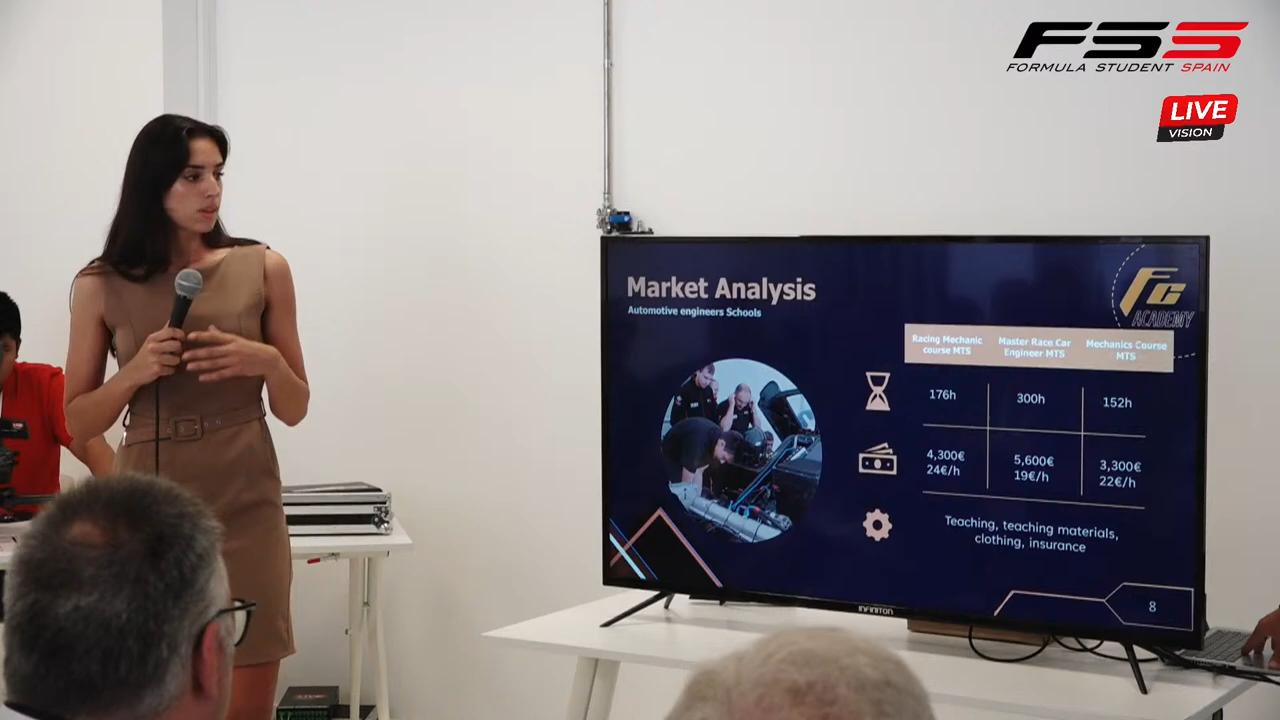 FSS
FORMULA STUDENT SPAIN
LIVE
VISION
Market Analysis
Automotive engineers Schools
FC
ACADEMY
Racing Mechanic
course MTS
Master Race Car
Engineer MTS
Mechanics Course
MTS
176h
300h
152h
4,300€
24€/h
5,600€
19€/h
3,300€
22€/h
Teaching, teaching materials,
clothing, insurance
8
INFINITON